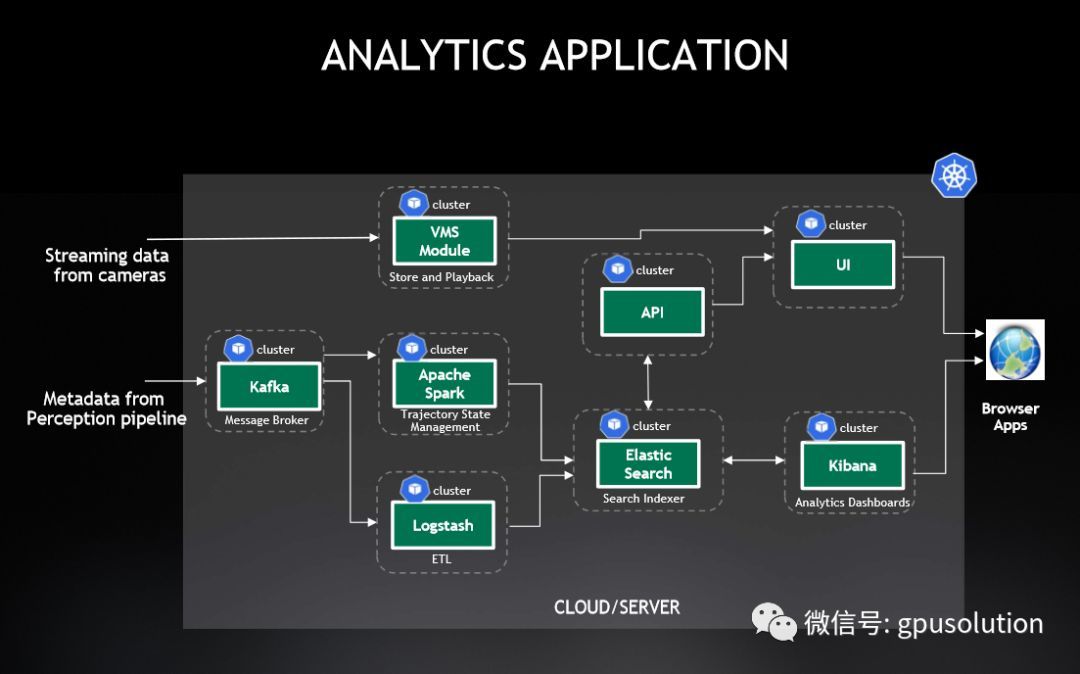 ANALYTICS APPLICATION
cluster
VMS
Module
Store and Playback
Streaming data
from cameras
cluster
UI
cluster
API
cluster
Kafka
Message Broker
Metadata from
Perception pipeline
cluster
Apache
Spark
Trajectory State
Management
cluster
Logstash
ETL
cluster
Elastic
Search
Search Indexer
cluster
Kibana
Analytics Dashboards
Browser
Apps
CLOUD/SERVER
微信号: gpusolution